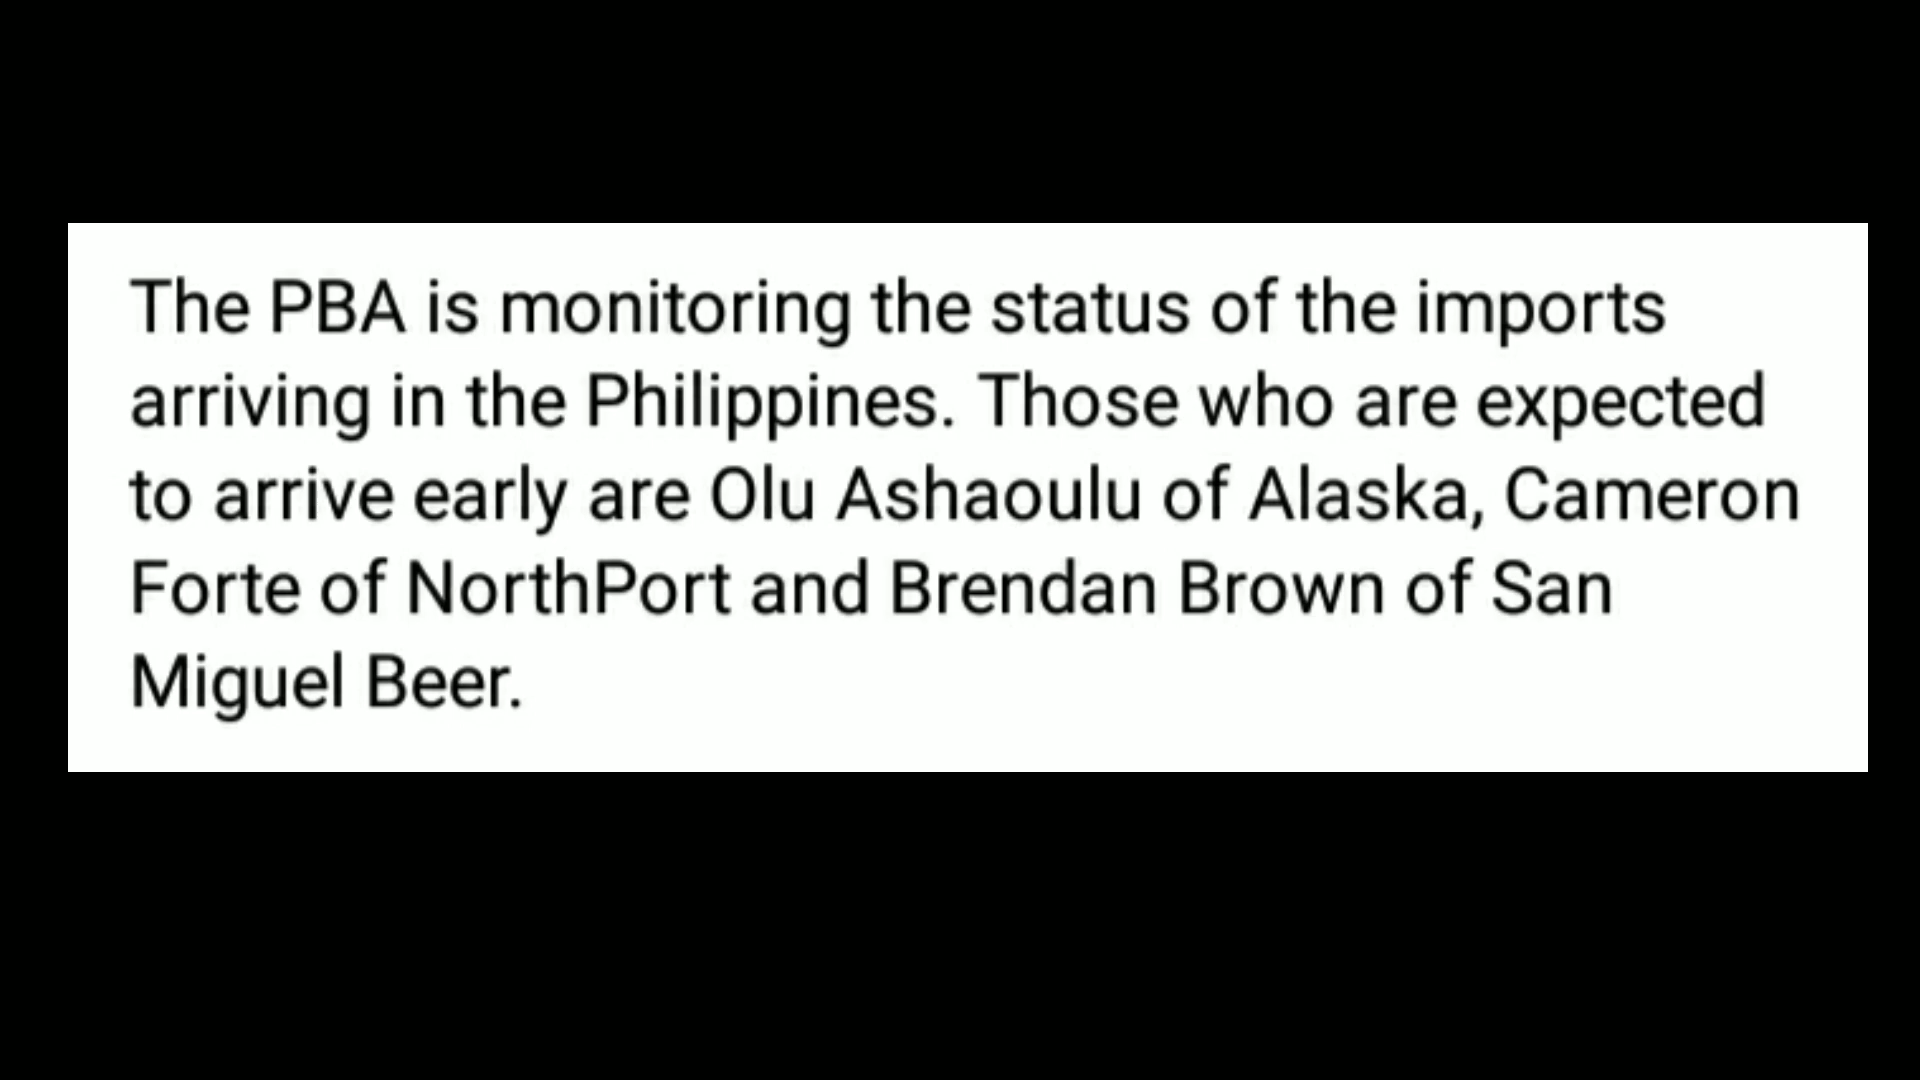 The PBA is monitoring the status of the imports
arriving in the Philippines. Those who are expected
to arrive early are Olu Ashaoulu of Alaska, Cameron
Forte of NorthPort and Brendan Brown of San
Miguel Beer.